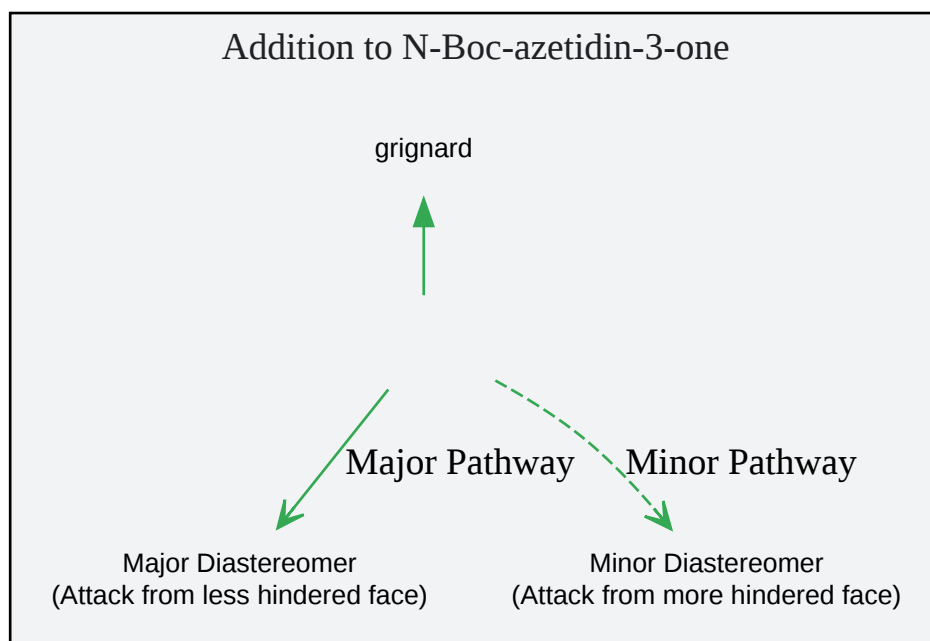 Addition to N-Boc-azetidin-3-one
grignard
Major Pathway
Minor Pathway
Major Diastereomer
(Attack from less hindered face)
Minor Diastereomer
(Attack from more hindered face)